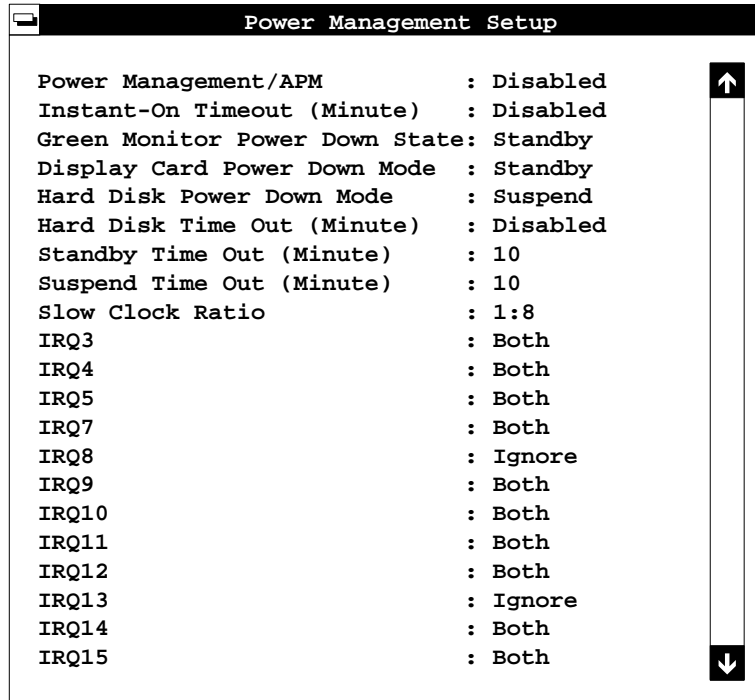 Power Management Setup
Power Management/APM : Disabled
Instant-On Timeout (Minute) : Disabled
Green Monitor Power Down State: Standby
Display Card Power Down Mode : Standby
Hard Disk Power Down Mode : Suspend
Hard Disk Time Out (Minute) : Disabled
Standby Time Out (Minute) : 10
Suspend Time Out (Minute) : 10
Slow Clock Ratio : 1:8
IRQ3 : Both
IRQ4 : Both
IRQ5 : Both
IRQ7 : Both
IRQ8 : Ignore
IRQ9 : Both
IRQ10 : Both
IRQ11 : Both
IRQ12 : Both
IRQ13 : Ignore
IRQ14 : Both
IRQ15 : Both